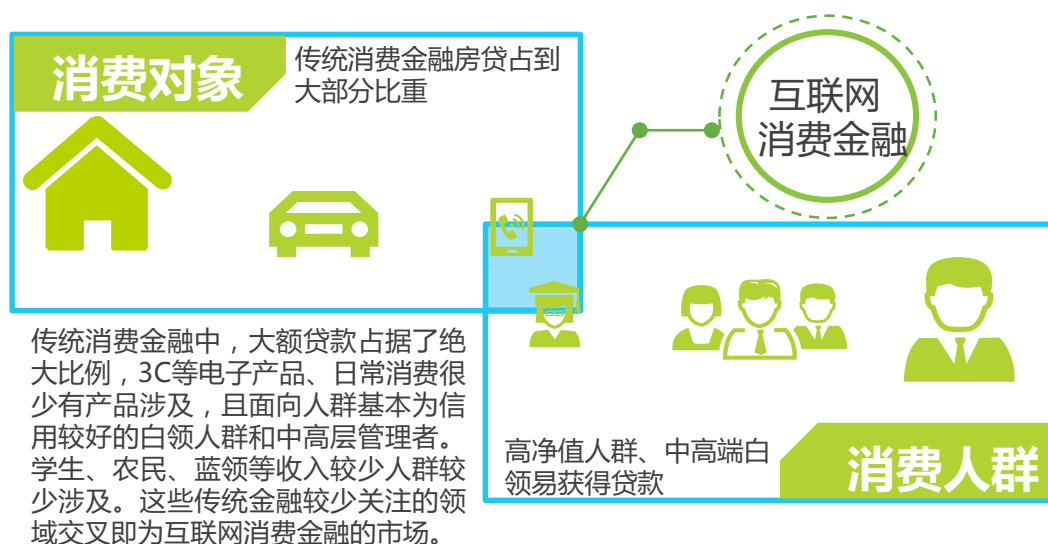 消费对象
传统消费金融房贷占到
大部分比重
互联网
消费金融
传统消费金融中，大额贷款占据了绝
大比例，3C等电子产品、日常消费很
少有产品涉及，且面向人群基本为信
用较好的白领人群和中高层管理者。
学生、农民、蓝领等收入较少人群较
少涉及。这些传统金融较少关注的领
域交叉即为互联网消费金融的市场。
高净值人群、中高端白
领易获得贷款
消费人群